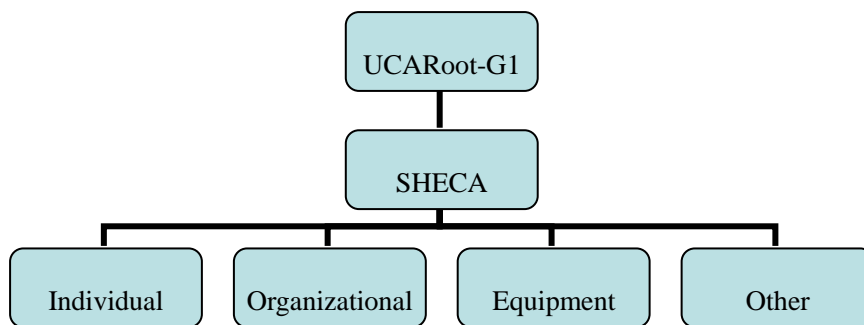 UCARoot-G1
SHECA
Individual
Organizational
Equipment
Other